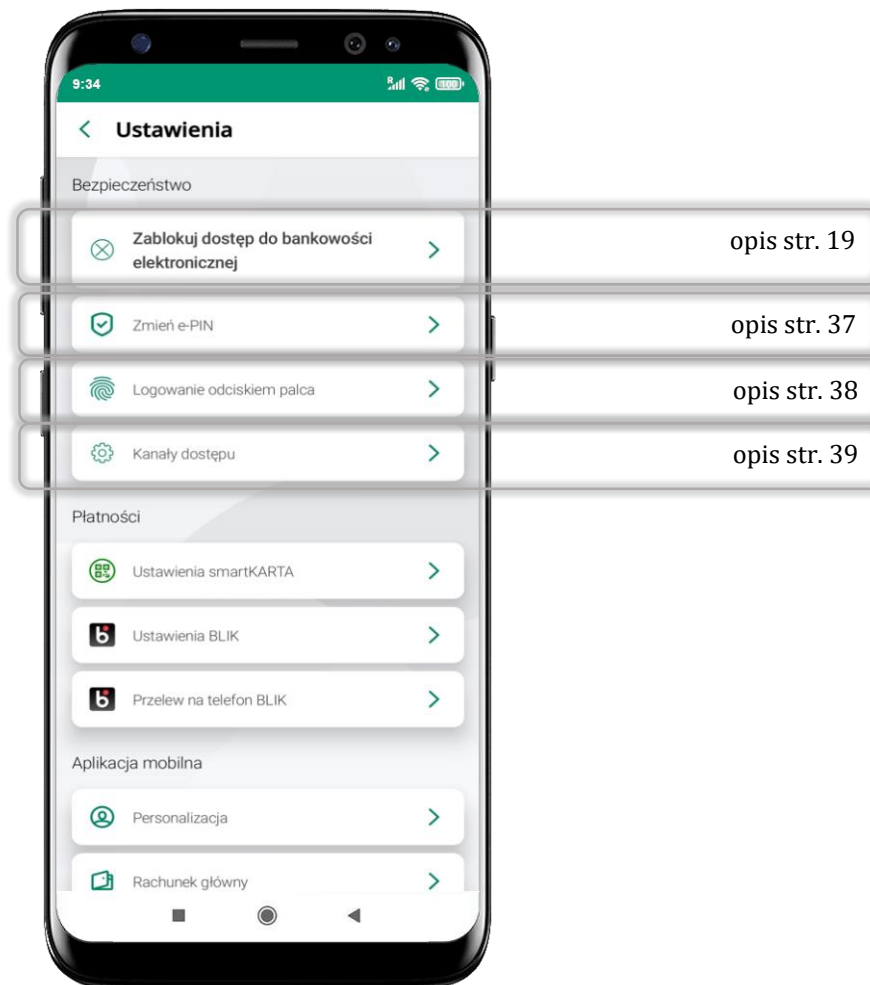 9:34
R
100
Ustawienia
Bezpieczeństwo
Zablokuj dostęp do bankowości
elektronicznej
opis str. 19
Zmień e-PIN
opis str. 37
Logowanie odciskiem palca
opis str. 38
Kanały dostępu
opis str. 39
Płatności
Ustawienia smartKARTA
Ustawienia BLIK
Przelew na telefon BLIK
Aplikacja mobilna
Personalizacja
Rachunek główny